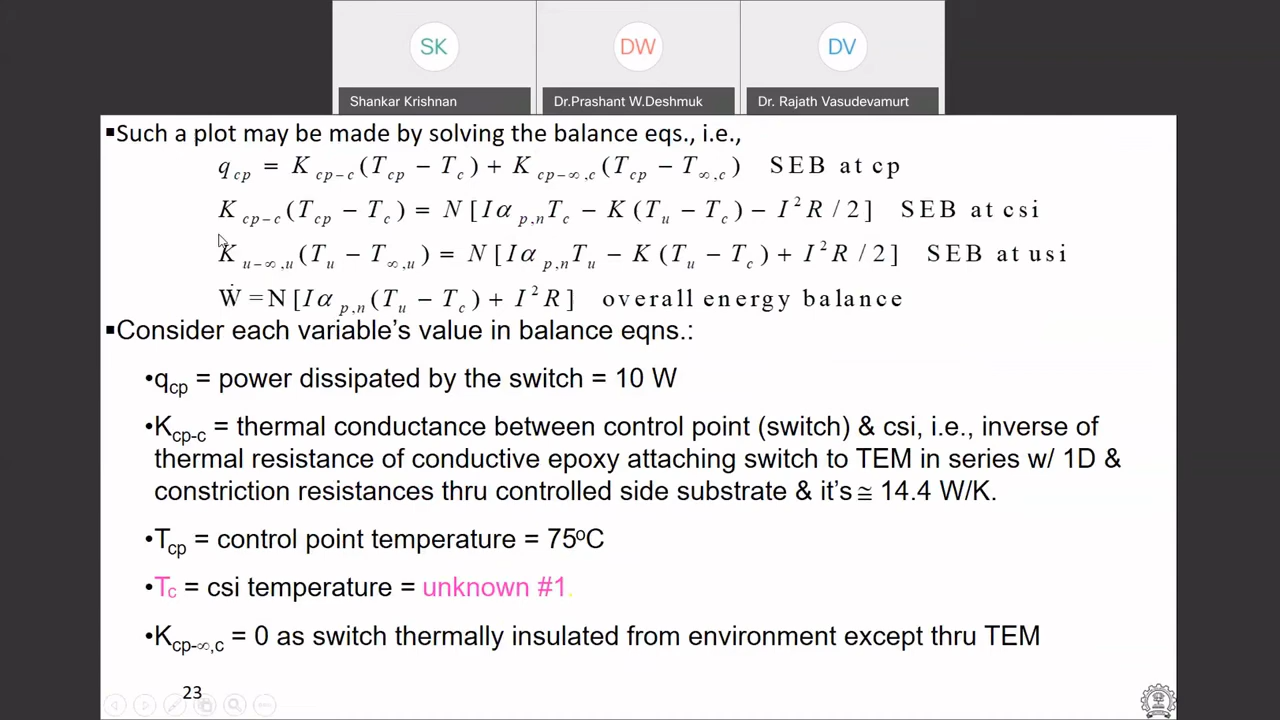 SK
DW
DV
Shankar Krishnan
Dr.Prashant W.Deshmuk
Dr. Rajath Vasudevamurt
▪Such a plot may be made by solving the balance eqs., i.e.,
q_cp = K_cp−c (T_cp − T_c) + K_cp−∞,c (T_cp − T_∞,c) SEB at cp
K_cp−c (T_cp − T_c) = N [Iα_p,n T_c − K (T_u − T_c) − I²R / 2] SEB at csi
K_u−∞,u (T_u − T_∞,u) = N [Iα_p,n T_u − K (T_u − T_c) + I²R / 2] SEB at usi
Ẇ = N [Iα_p,n (T_u − T_c) + I²R] overall energy balance
▪Consider each variable’s value in balance eqns.:
•q_cp = power dissipated by the switch = 10 W
•K_cp-c = thermal conductance between control point (switch) & csi, i.e., inverse of
thermal resistance of conductive epoxy attaching switch to TEM in series w/ 1D &
constriction resistances thru controlled side substrate & it’s ≅ 14.4 W/K.
•T_cp = control point temperature = 75ºC
•T_c = csi temperature = unknown #1.
•K_cp-∞,c = 0 as switch thermally insulated from environment except thru TEM
23